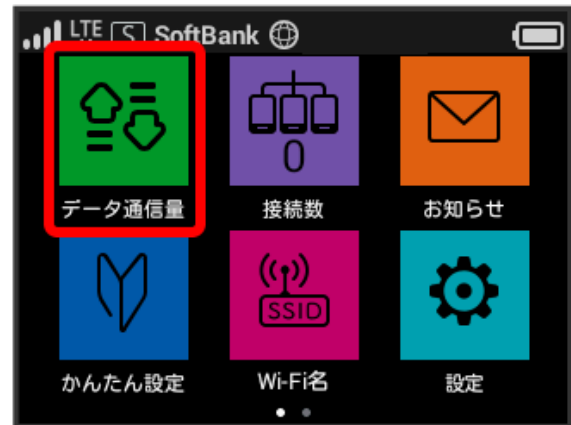 LTE S SoftBank
0
データ通信量 接続数 お知らせ
SSID
かんたん設定 Wi-Fi名 設定